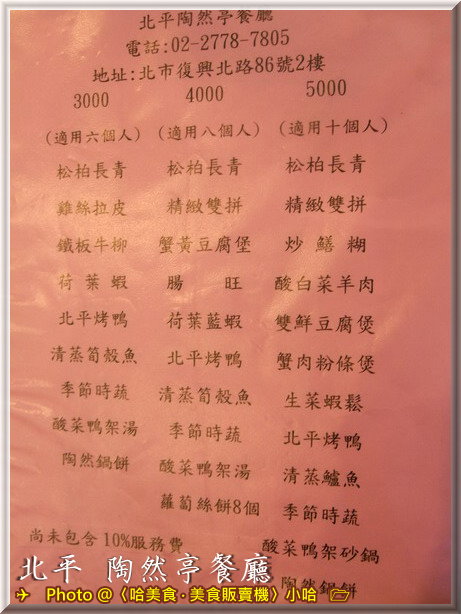 北平陶然亭餐廳
電話:02-2778-7805
地址:北市復興北路86號2樓
3000
(適用六個人)
松柏長青
雞絲拉皮
鐵板牛柳
荷葉蝦
北平烤鴨
清蒸筍殼魚
季節時蔬
酸菜鴨架湯
陶然鍋餅
4000
(適用八個人)
松柏長青
精緻雙拼
蟹黃豆腐堡
腸旺
荷葉藍蝦
北平烤鴨
清蒸筍殼魚
季節時蔬
酸菜鴨架湯
蘿蔔絲餅8個
5000
(適用十個人)
松柏長青
精緻雙拼
炒鱔糊
酸白菜羊肉
雙鮮豆腐煲
蟹肉粉條煲
生菜蝦鬆
北平烤鴨
清蒸鱸魚
季節時蔬
酸菜鴨架砂鍋
陶然鍋餅
尚未包含10%服務費
北平 陶然亭餐廳
Photo @〈哈美食·美食販賣機〉小哈